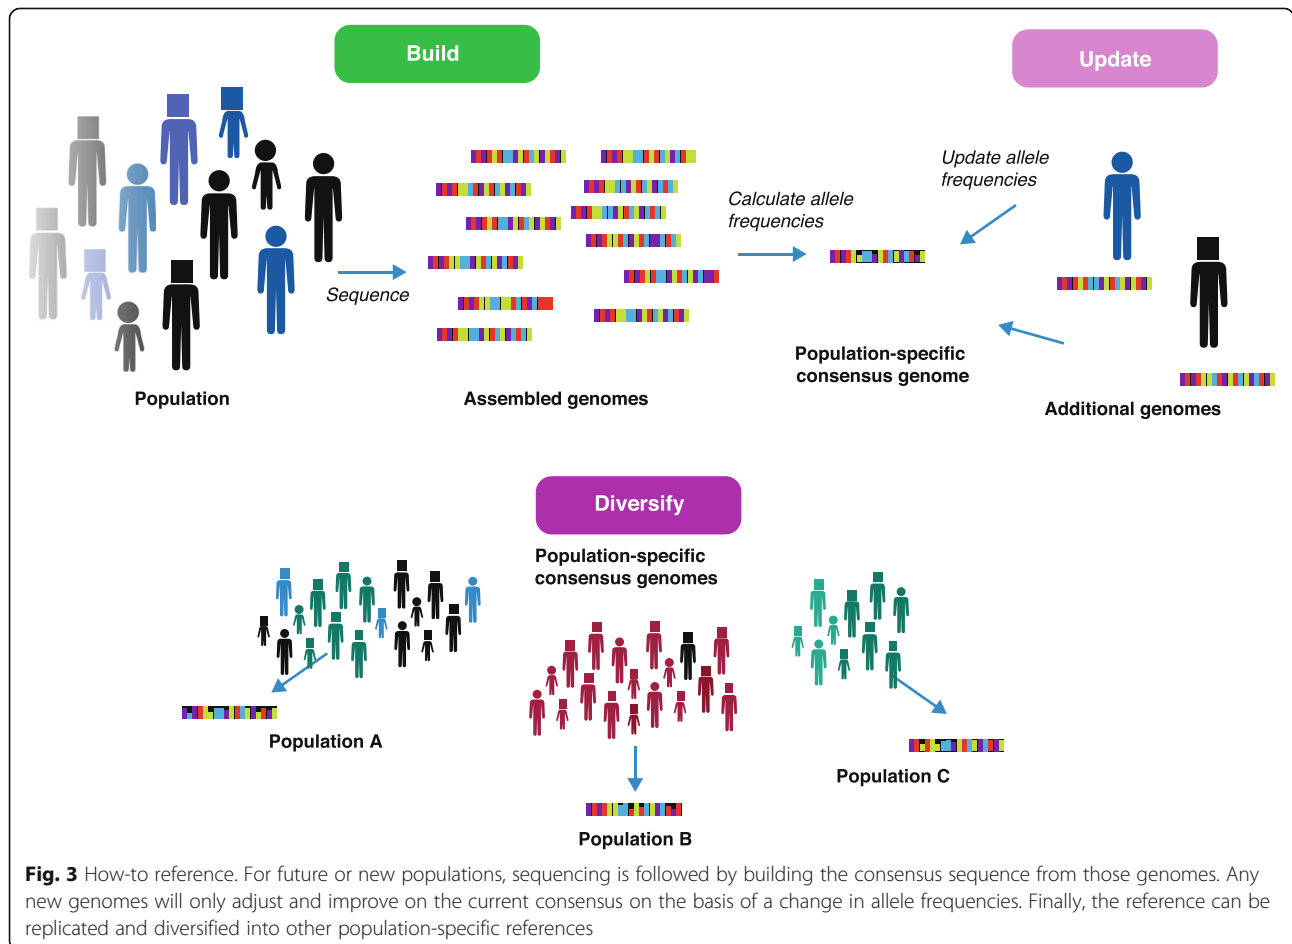 Build
Update
Update allele
frequencies
Calculate allele
frequencies
Sequence
Population-specific
consensus genome
Population
Assembled genomes
Additional genomes
Diversify
Population-specific
consensus genomes
Population A
Population C
Population B
Fig. 3 How-to reference. For future or new populations, sequencing is followed by building the consensus sequence from those genomes. Any
new genomes will only adjust and improve on the current consensus on the basis of a change in allele frequencies. Finally, the reference can be
replicated and diversified into other population-specific references